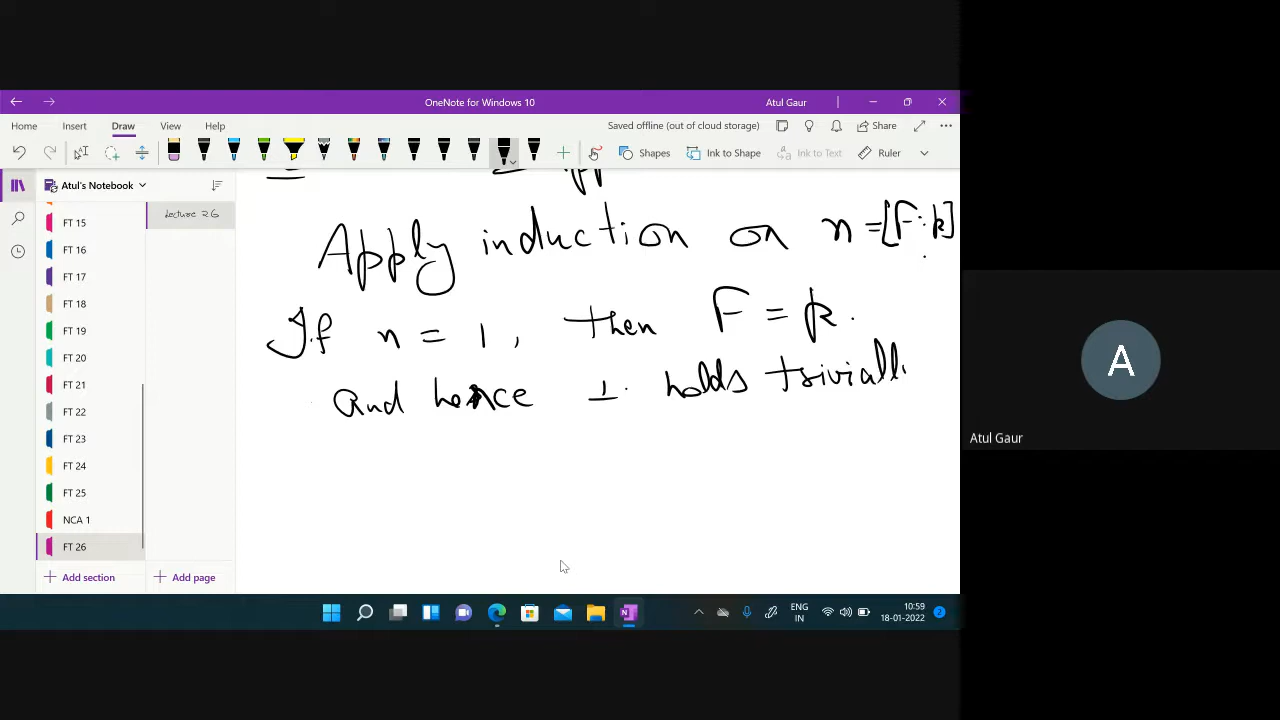 OneNote for Windows 10
Atul Gaur
Home Insert Draw View Help
Saved offline (out of cloud storage)
Share
Shapes
Ink to Shape
Ink to Text
Ruler
Atul's Notebook
Lecture 26
FT 15
FT 16
FT 17
FT 18
FT 19
FT 20
FT 21
FT 22
FT 23
FT 24
FT 25
NCA 1
FT 26
Add section
Add page
Apply induction on n = [F : k]
If n = 1, then F = k.
and hence 1. holds trivially
A
Atul Gaur
ENG
IN
10:59
18-01-2022
2